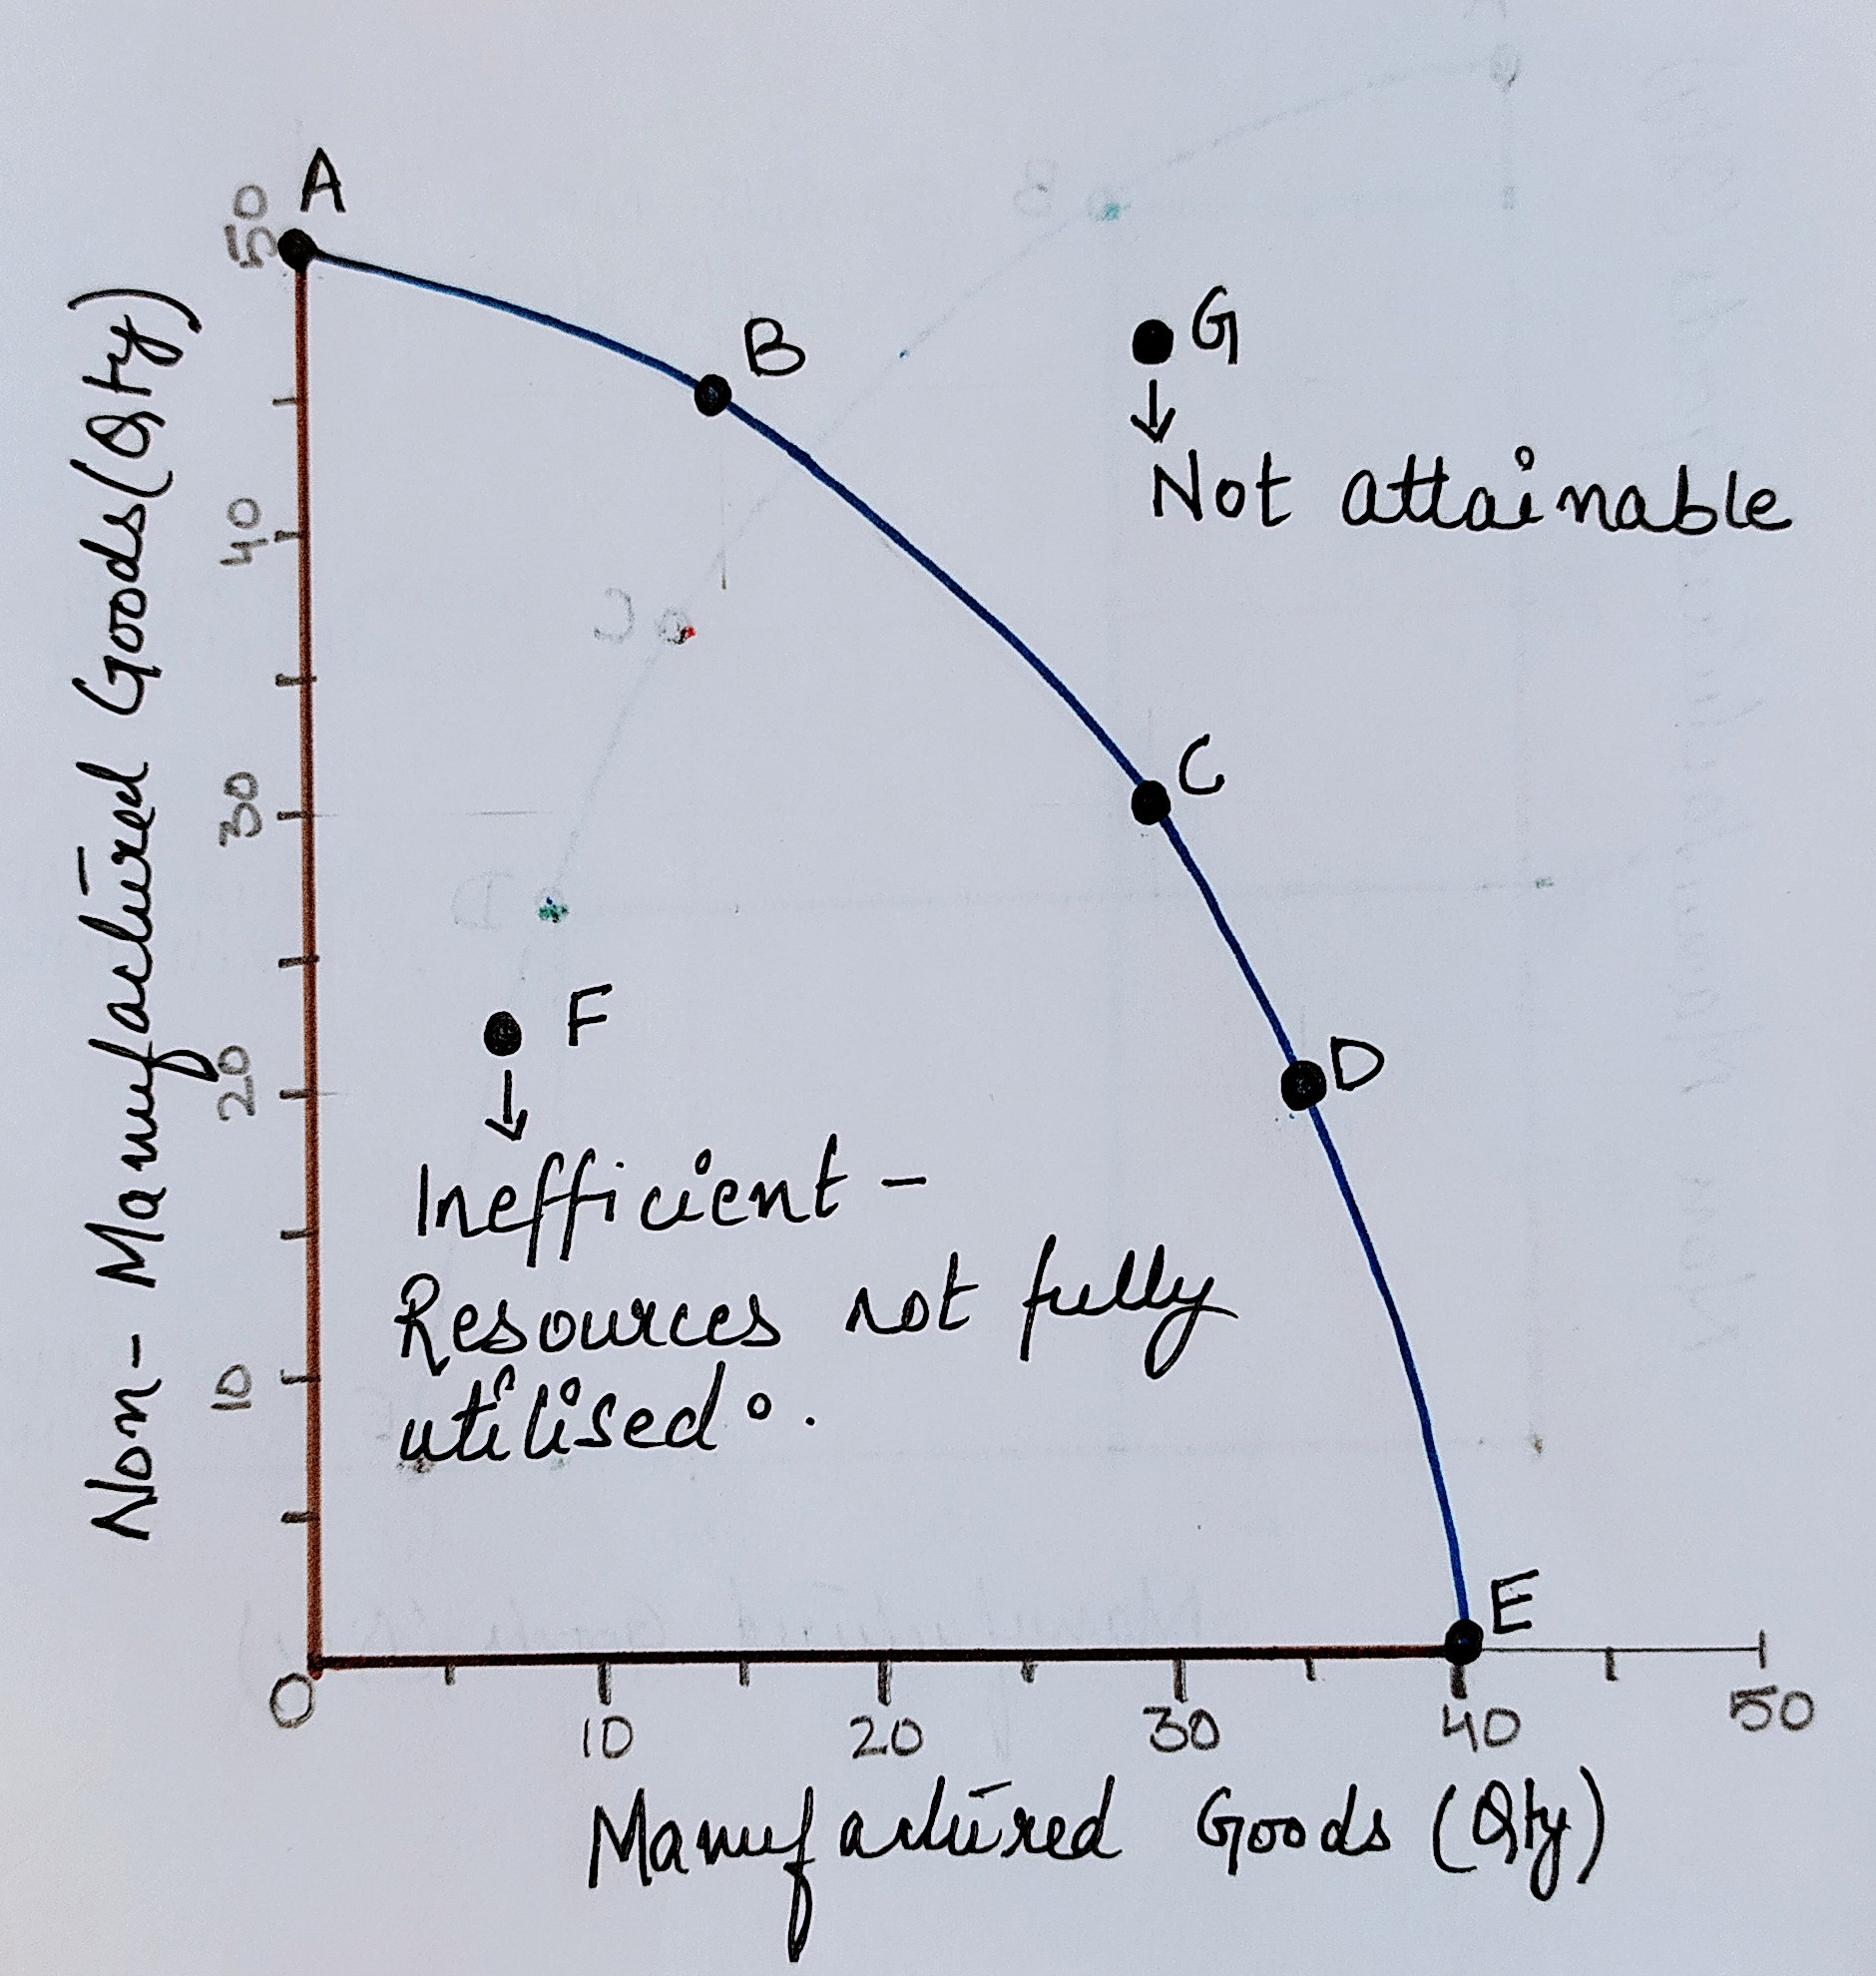 A
50
B
G
Not attainable
40
C
30
F
D
20
Inefficient -
Resources not fully
utilised.
10
E
0
10
20
30
40
50
Manufactured Goods (Qty)
Non- Manufactured Goods (Qty)